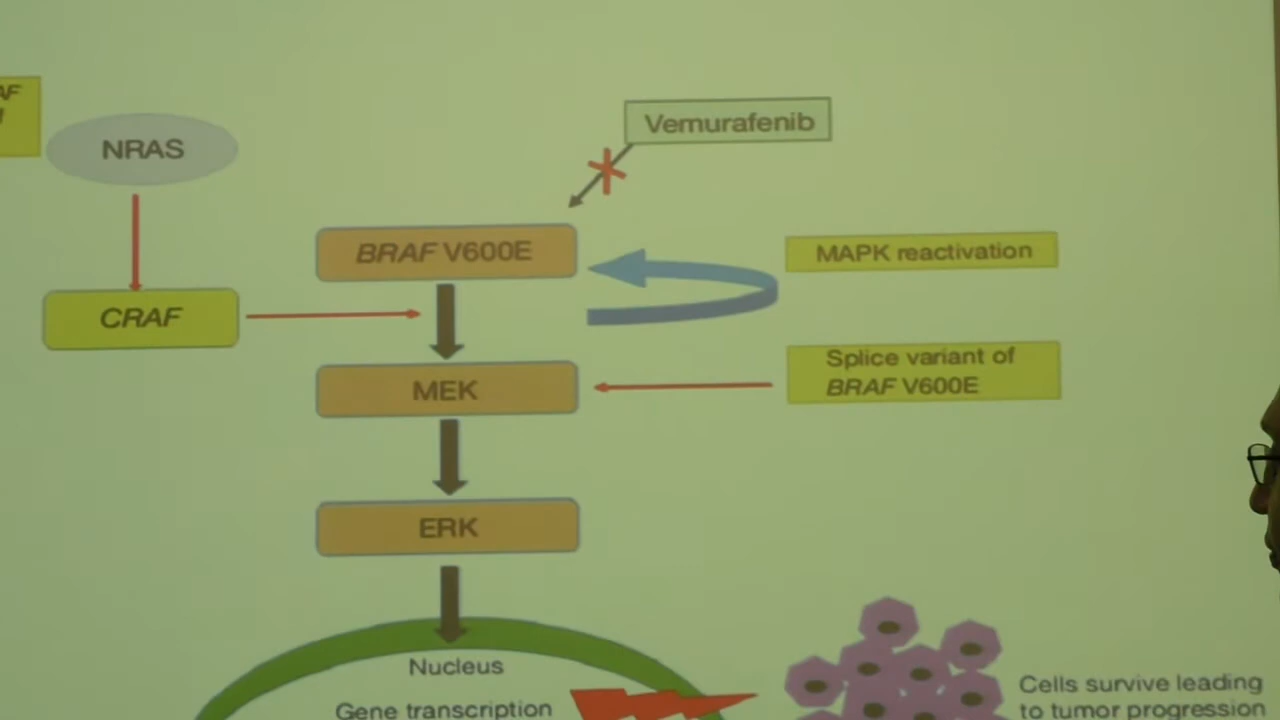 AF
NRAS
Vemurafenib
BRAF V600E
MAPK reactivation
CRAF
Splice variant of
BRAF V600E
MEK
ERK
Nucleus
Gene transcription
Cells survive leading
to tumor progression